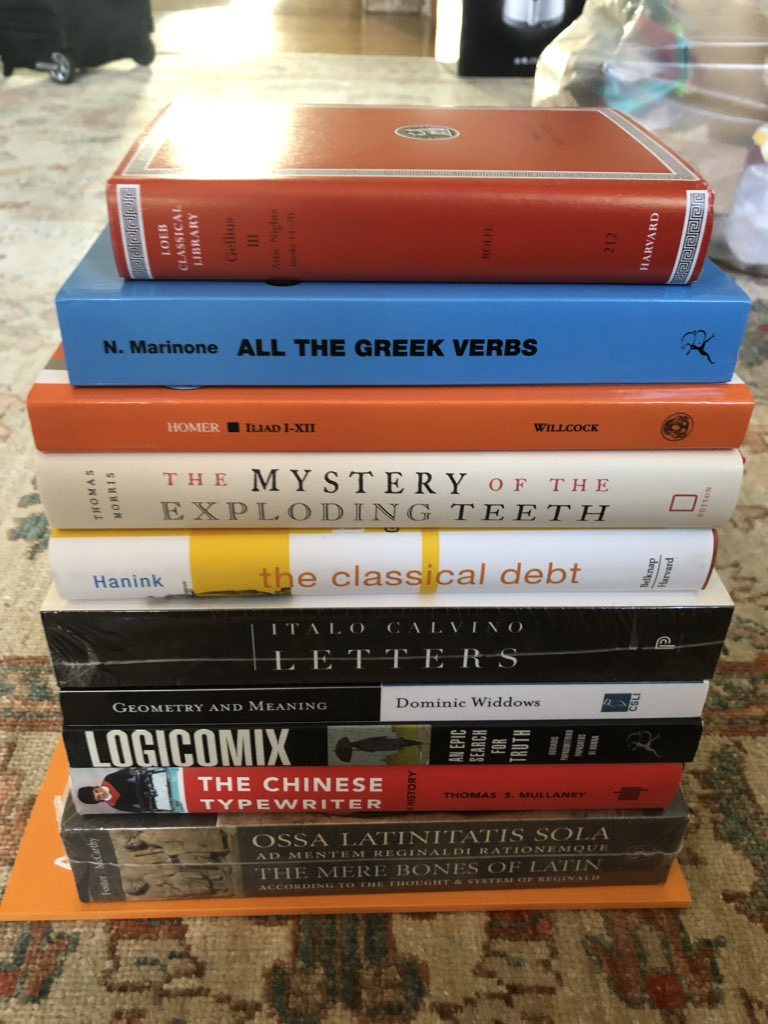 LOEB
CLASSICAL
LIBRARY
Gellius
III
Attic Nights
Books 14-20
ROLFE
212
HARVARD
N. Marinone ALL THE GREEK VERBS
HOMER ■ ILIAD I-XII WILLCOCK
THOMAS
MORRIS
THE MYSTERY OF THE
EXPLODING TEETH
DUTTON
Hanink the classical debt
Belknap
Harvard
ITALO CALVINO
LETTERS
GEOMETRY AND MEANING Dominic Widdows CSLI
LOGICOMIX
AN EPIC
SEARCH
FOR
TRUTH
THE CHINESE
TYPEWRITER
A HISTORY
THOMAS S. MULLANEY
Foster McCarthy
OSSA LATINITATIS SOLA
AD MENTEM REGINALDI RATIONEMQUE
THE MERE BONES OF LATIN
ACCORDING TO THE THOUGHT & SYSTEM OF REGINALD